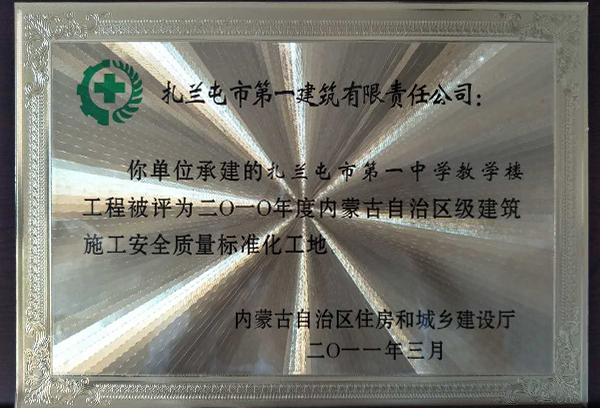 扎兰屯市第一建筑有限责任公司：
你单位承建的扎兰屯市第一中学教学楼
工程被评为二〇一〇年度内蒙古自治区级建筑
施工安全质量标准化工地
内蒙古自治区住房和城乡建设厅
二〇一一年三月